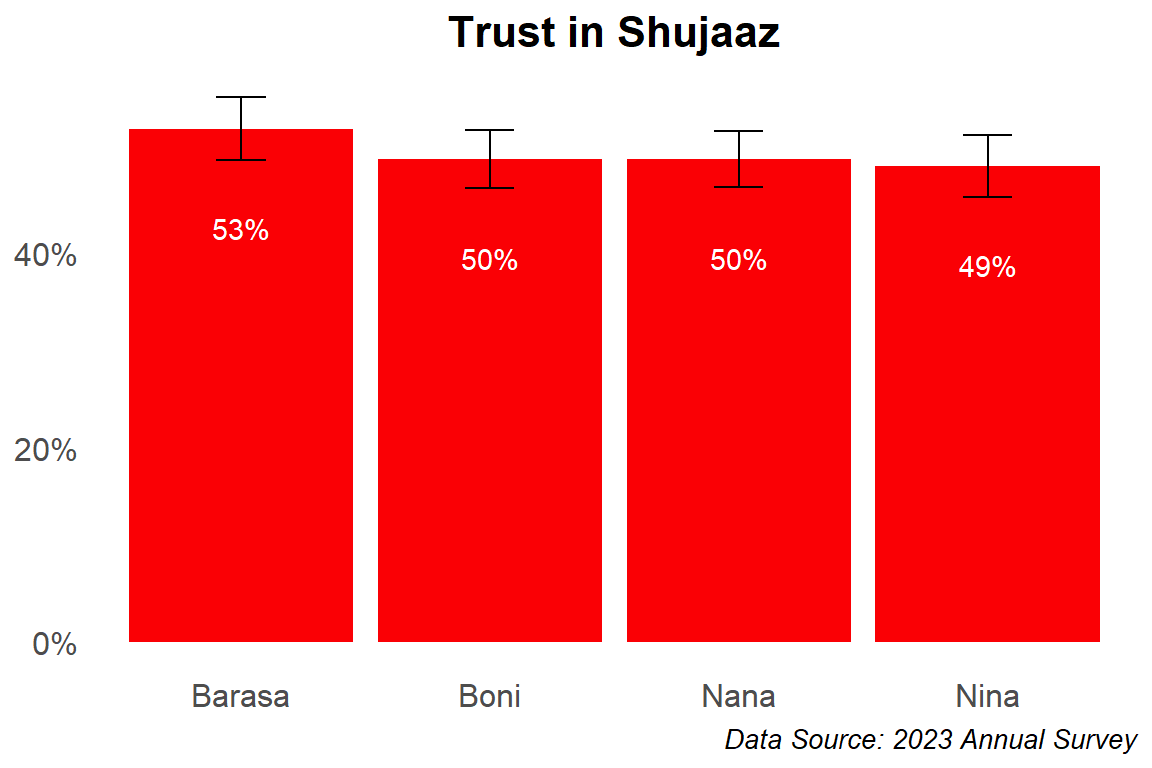 Trust in Shujaaz
53%
50%
50%
49%
40%
20%
0%
Barasa
Boni
Nana
Nina
Data Source: 2023 Annual Survey